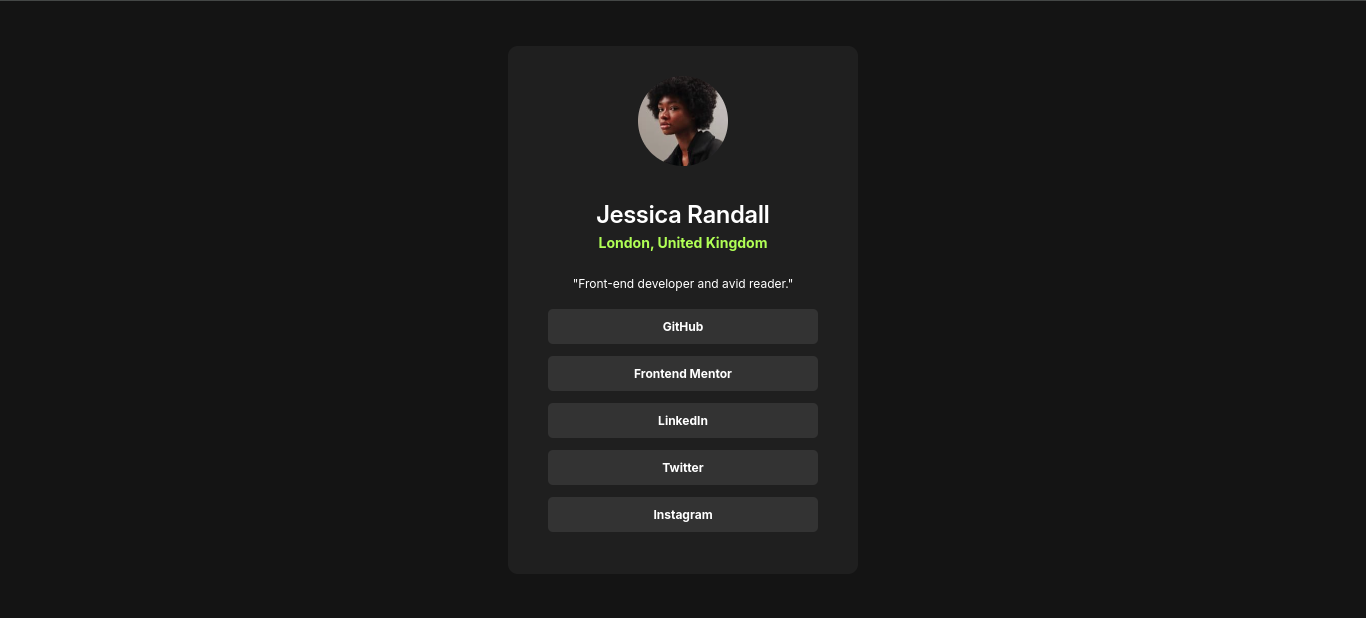 Jessica Randall
London, United Kingdom
"Front-end developer and avid reader."
GitHub
Frontend Mentor
LinkedIn
Twitter
Instagram